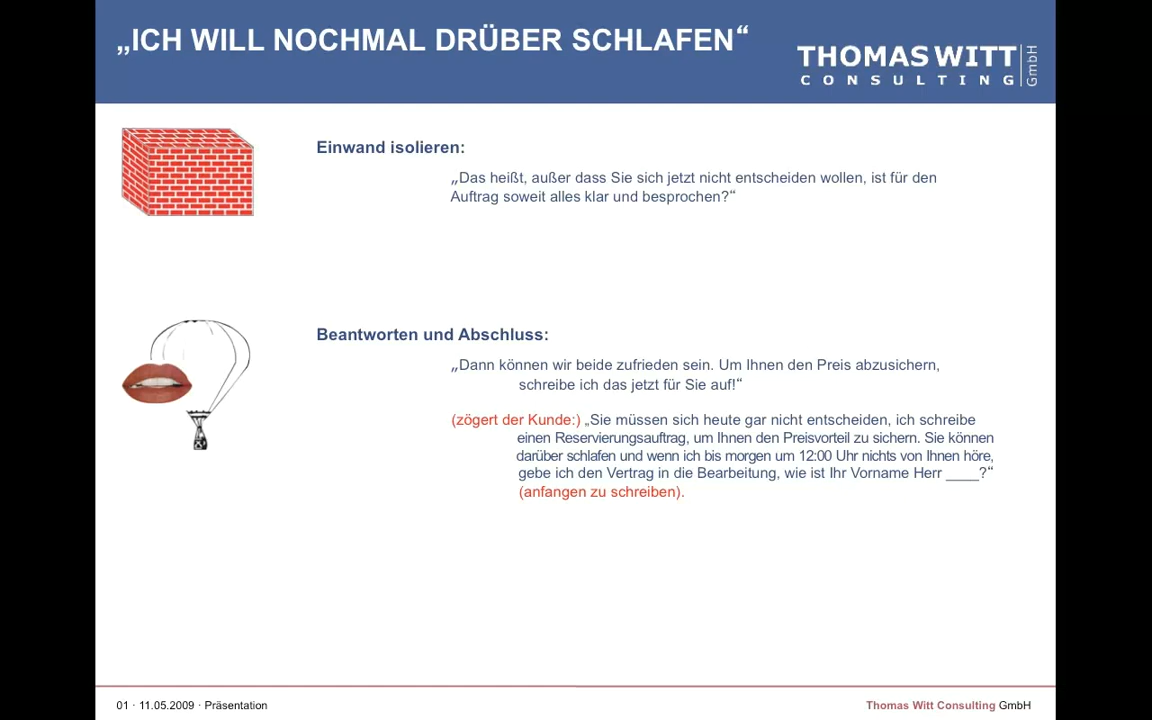 „ICH WILL NOCHMAL DRÜBER SCHLAFEN“
THOMAS WITT
CONSULTING
GmbH
Einwand isolieren:
„Das heißt, außer dass Sie sich jetzt nicht entscheiden wollen, ist für den
Auftrag soweit alles klar und besprochen?“
Beantworten und Abschluss:
„Dann können wir beide zufrieden sein. Um Ihnen den Preis abzusichern,
schreibe ich das jetzt für Sie auf!“
(zögert der Kunde:) „Sie müssen sich heute gar nicht entscheiden, ich schreibe
einen Reservierungsauftrag, um Ihnen den Preisvorteil zu sichern. Sie können
darüber schlafen und wenn ich bis morgen um 12:00 Uhr nichts von Ihnen höre,
gebe ich den Vertrag in die Bearbeitung, wie ist Ihr Vorname Herr ____?“
(anfangen zu schreiben).
01 · 11.05.2009 · Präsentation
Thomas Witt Consulting GmbH